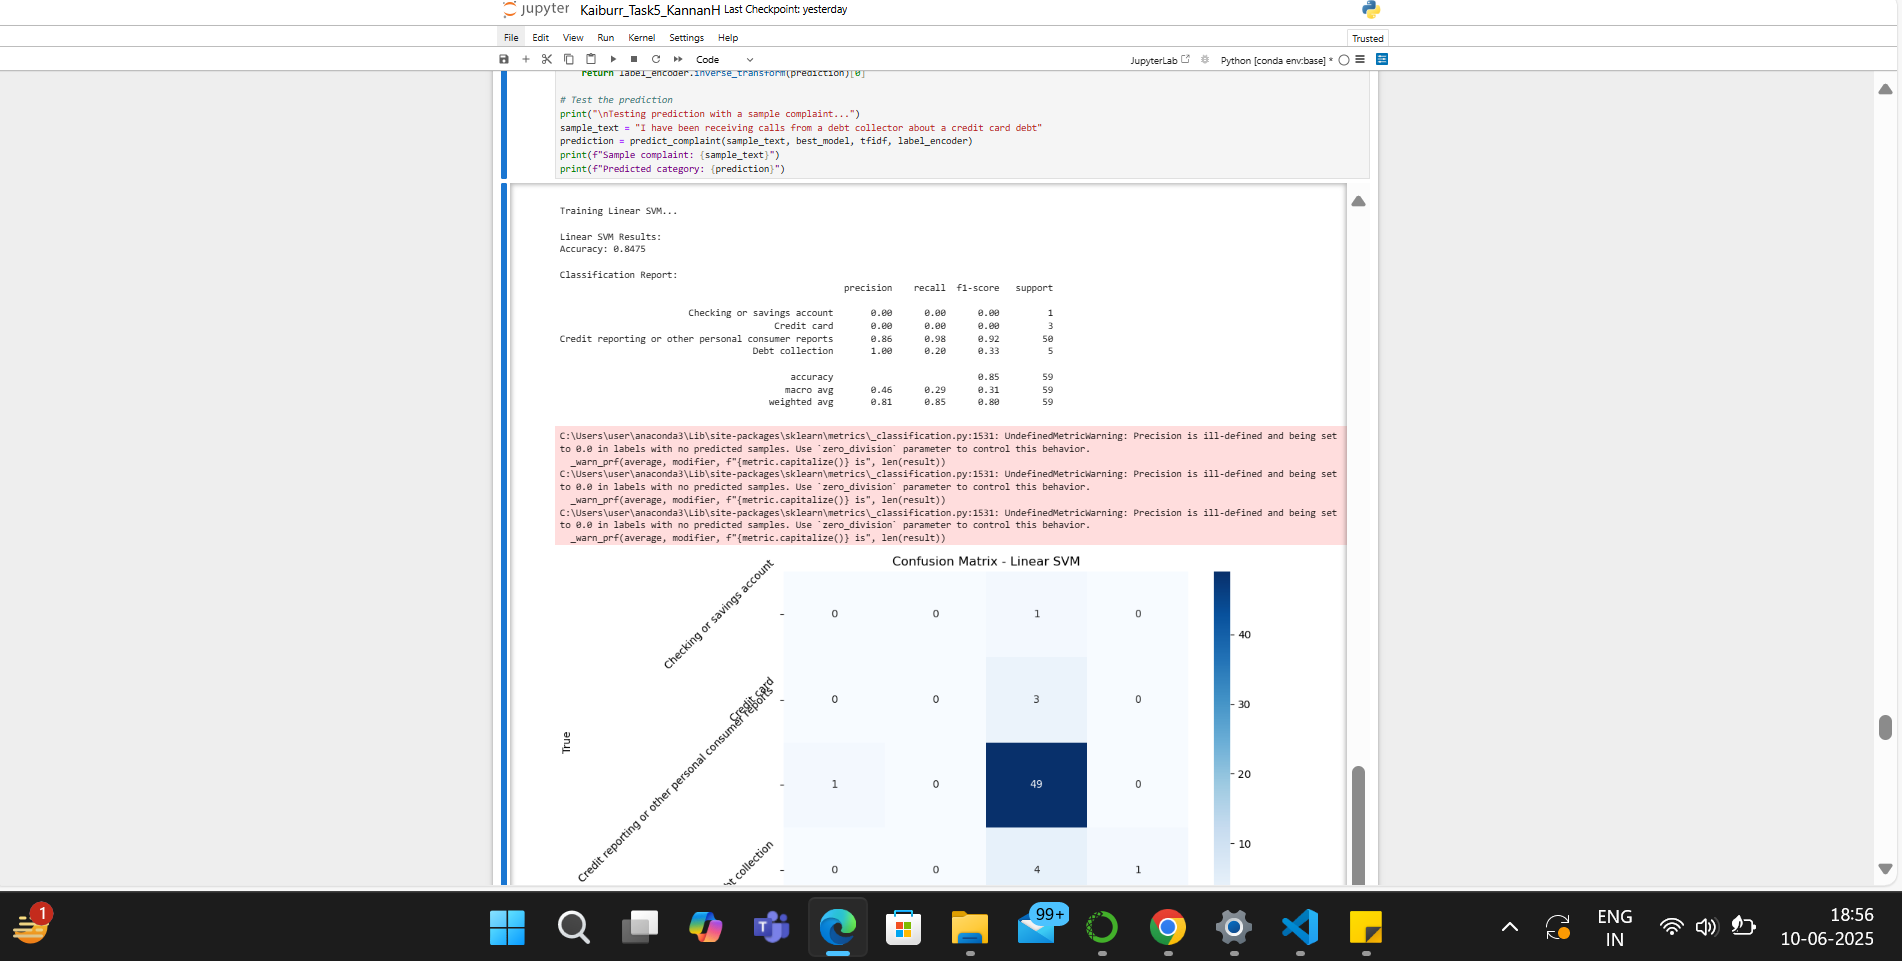 jupyter Kaiburr_Task5_KannanH Last Checkpoint: yesterday
File Edit View Run Kernel Settings Help
Trusted
Code
JupyterLab
Python [conda env:base] *
return label_encoder.inverse_transform(prediction)[0]
# Test the prediction
print("\nTesting prediction with a sample complaint...")
sample_text = "I have been receiving calls from a debt collector about a credit card debt"
prediction = predict_complaint(sample_text, best_model, tfidf, label_encoder)
print(f"Sample complaint: {sample_text}")
print(f"Predicted category: {prediction}")
Training Linear SVM...
Linear SVM Results:
Accuracy: 0.8475
Classification Report:
precision recall f1-score support
Checking or savings account 0.00 0.00 0.00 1
Credit card 0.00 0.00 0.00 3
Credit reporting or other personal consumer reports 0.86 0.98 0.92 50
Debt collection 1.00 0.20 0.33 5
accuracy 0.85 59
macro avg 0.46 0.29 0.31 59
weighted avg 0.81 0.85 0.80 59
C:\Users\user\anaconda3\Lib\site-packages\sklearn\metrics\_classification.py:1531: UndefinedMetricWarning: Precision is ill-defined and being set
to 0.0 in labels with no predicted samples. Use `zero_division` parameter to control this behavior.
_warn_prf(average, modifier, f"{metric.capitalize()} is", len(result))
C:\Users\user\anaconda3\Lib\site-packages\sklearn\metrics\_classification.py:1531: UndefinedMetricWarning: Precision is ill-defined and being set
to 0.0 in labels with no predicted samples. Use `zero_division` parameter to control this behavior.
_warn_prf(average, modifier, f"{metric.capitalize()} is", len(result))
C:\Users\user\anaconda3\Lib\site-packages\sklearn\metrics\_classification.py:1531: UndefinedMetricWarning: Precision is ill-defined and being set
to 0.0 in labels with no predicted samples. Use `zero_division` parameter to control this behavior.
_warn_prf(average, modifier, f"{metric.capitalize()} is", len(result))
Confusion Matrix - Linear SVM
True
Checking or savings account
0 0 1 0
Credit card
0 0 3 0
Credit reporting or other personal consumer reports
1 0 49 0
bt collection
0 0 4 1
40
30
20
10
1
99+
ENG
IN
18:56
10-06-2025